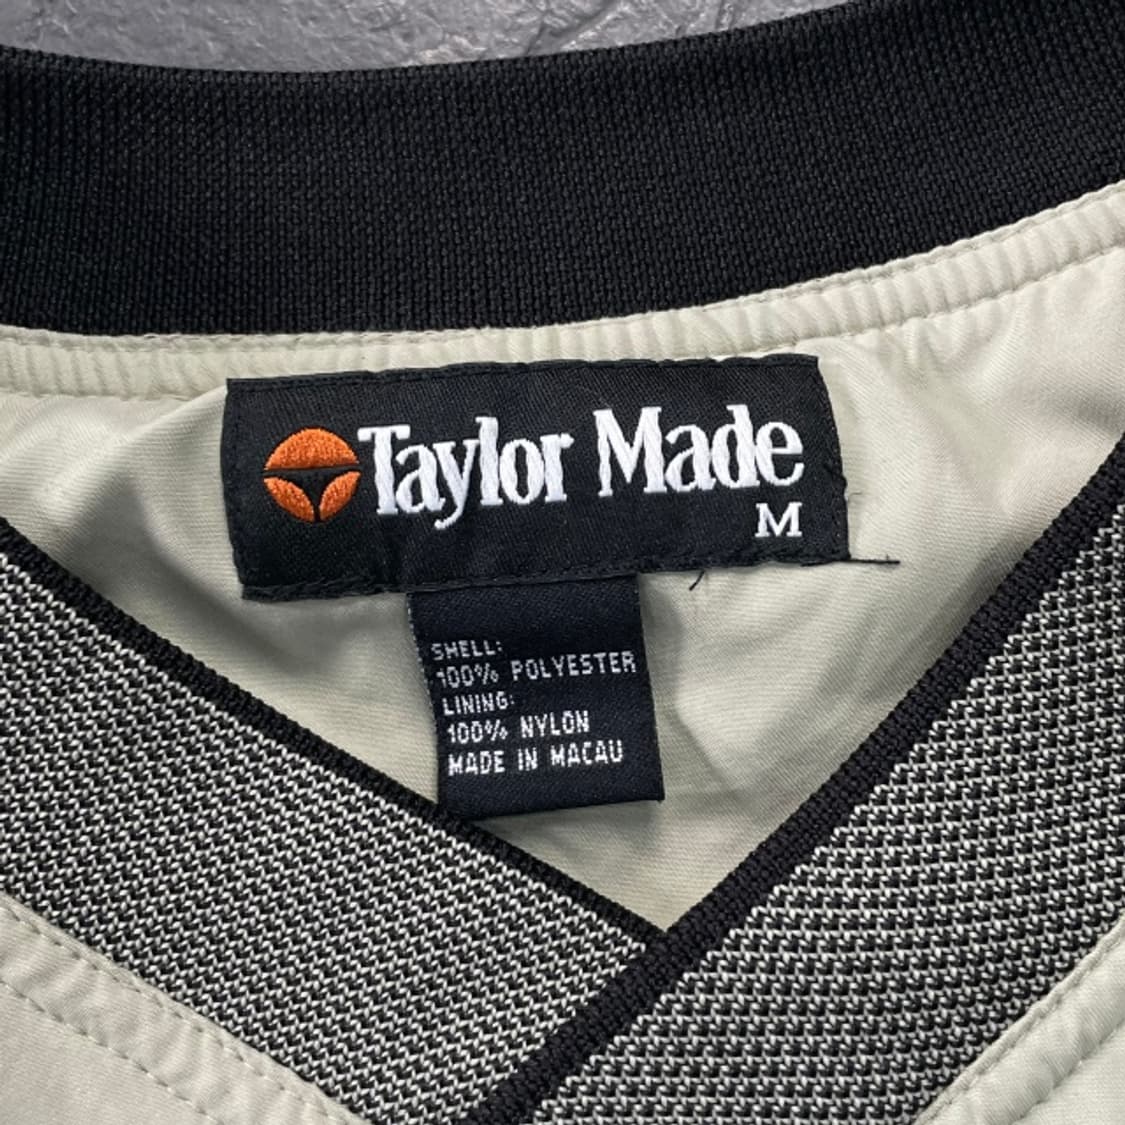 Taylor Made
M
SHELL:
100% POLYESTER
LINING:
100% NYLON
MADE IN MACAU